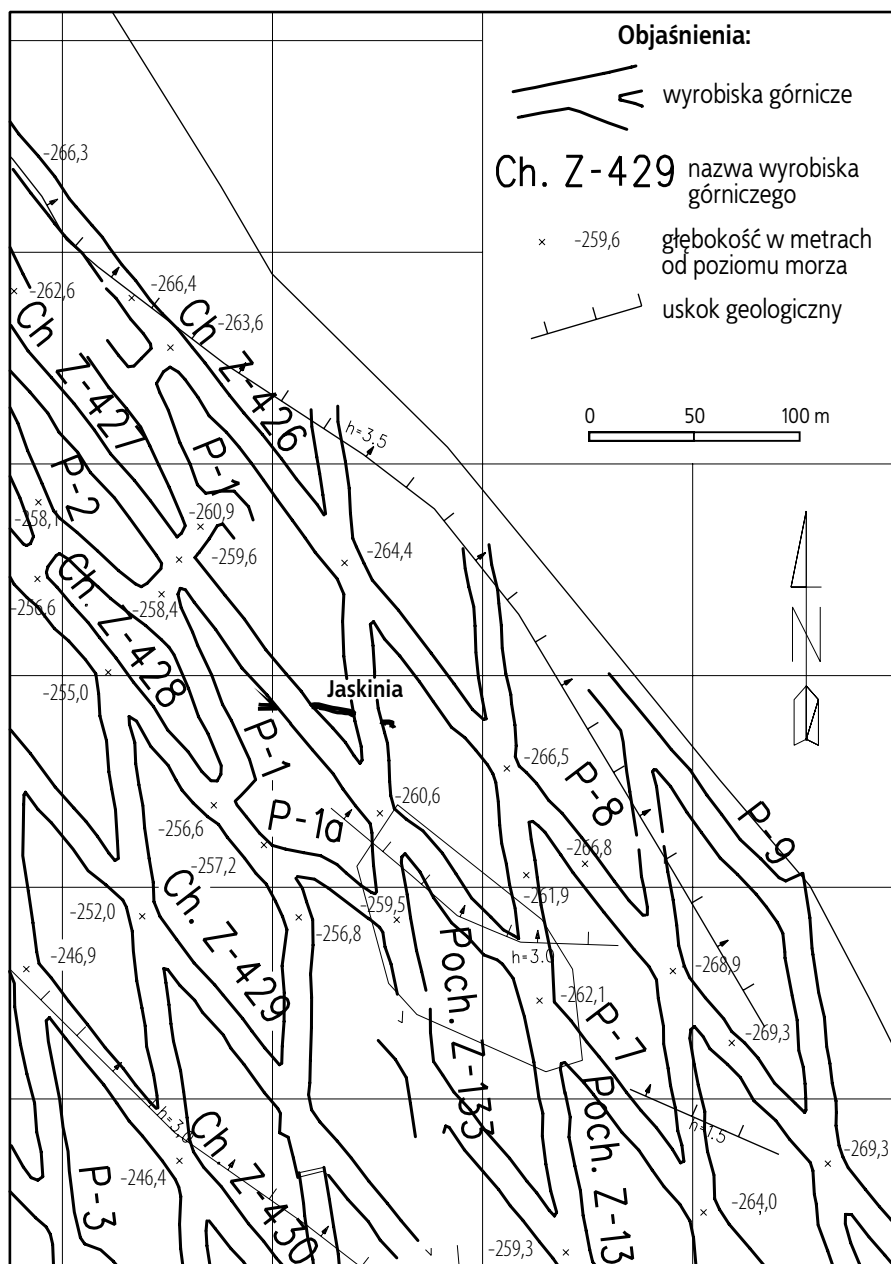 Objaśnienia:
wyrobiska górnicze
Ch. Z-429
nazwa wyrobiska
górniczego
-259,6
głębokość w metrach
od poziomu morza
uskok geologiczny
0 50 100 m
N
-266,3
-262,6
-266,4
-263,6
Ch. Z-426
Ch. Z-427
h=3,5
P-2
P-1
-258,1
-260,9
-259,6
-264,4
-256,6
-258,4
Ch. Z-428
-255,0
Jaskinia
P-1
-266,5
P-8
-256,6
P-1a
-260,6
P-9
-257,2
-266,8
-261,9
-252,0
Ch. Z-429
-256,8
-259,5
-246,9
Poch. Z-133
h=3.0
-268,9
-262,1
P-7
-269,3
h=3,0
Poch. Z-13
h=1.5
-246,4
Ch. Z-430
P-3
-269,3
-264,0
-259,3